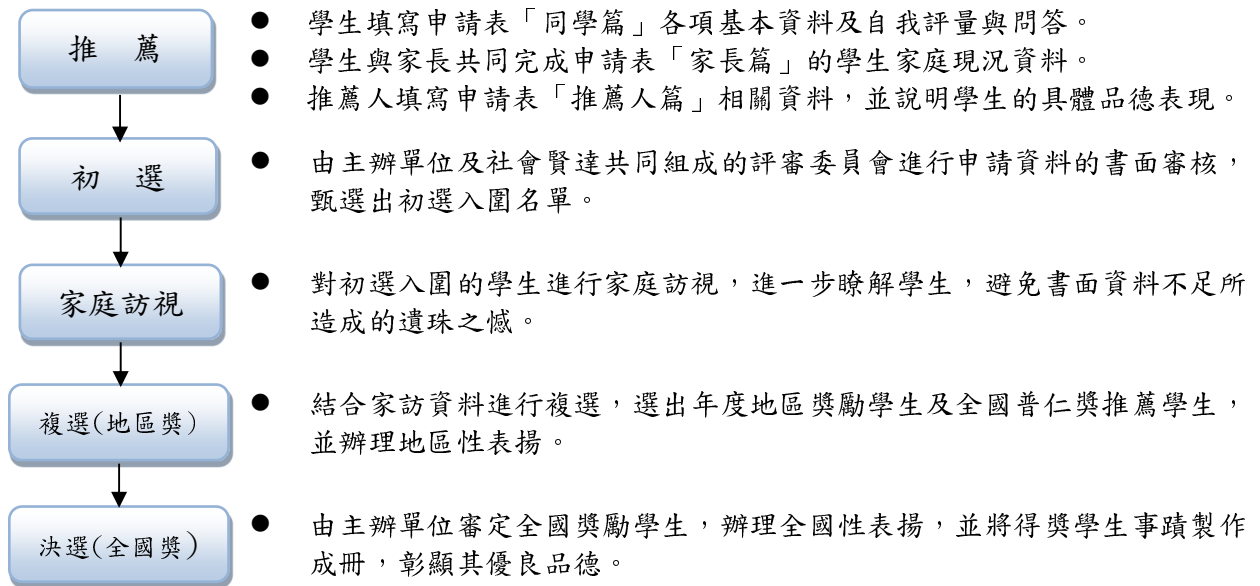 推　薦
● 學生填寫申請表「同學篇」各項基本資料及自我評量與問答。
● 學生與家長共同完成申請表「家長篇」的學生家庭現況資料。
● 推薦人填寫申請表「推薦人篇」相關資料，並說明學生的具體品德表現。
初　選
● 由主辦單位及社會賢達共同組成的評審委員會進行申請資料的書面審核，
甄選出初選入圍名單。
家庭訪視
● 對初選入圍的學生進行家庭訪視，進一步瞭解學生，避免書面資料不足所
造成的遺珠之憾。
複選(地區獎)
● 結合家訪資料進行複選，選出年度地區獎勵學生及全國普仁獎推薦學生，
並辦理地區性表揚。
決選(全國獎)
● 由主辦單位審定全國獎勵學生，辦理全國性表揚，並將得獎學生事蹟製作
成冊，彰顯其優良品德。